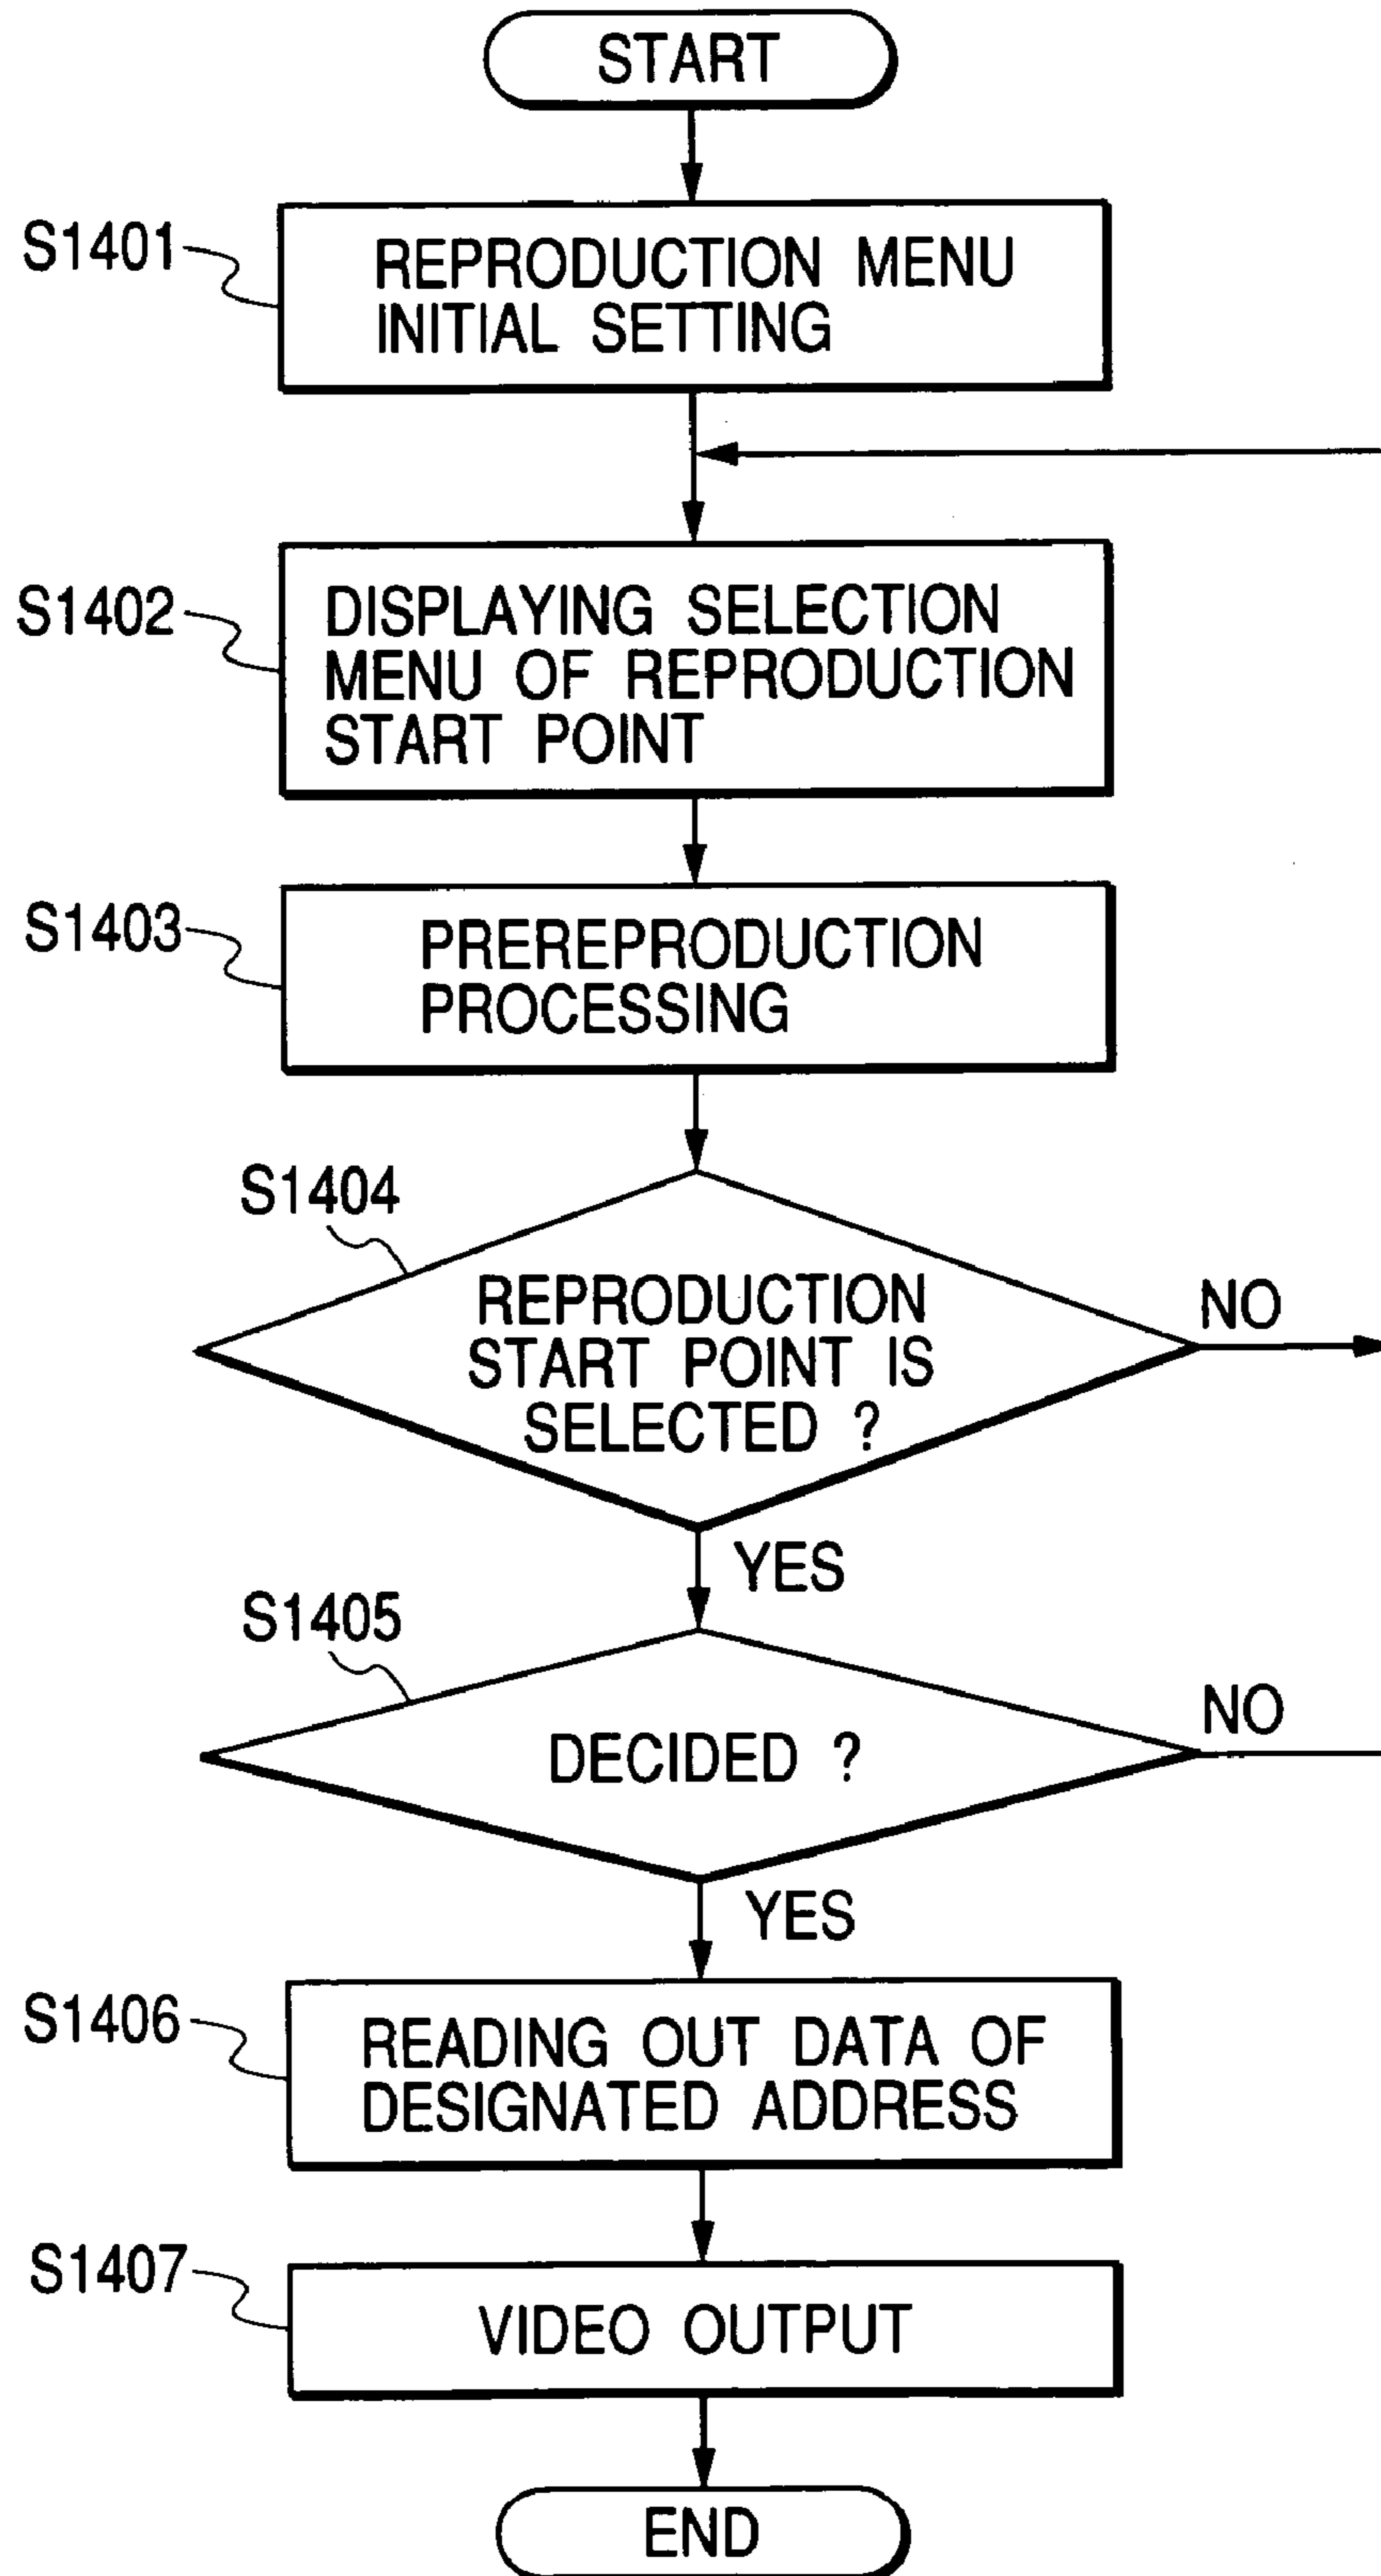 START
S1401
REPRODUCTION MENU
INITIAL SETTING
S1402
DISPLAYING SELECTION
MENU OF REPRODUCTION
START POINT
S1403
PREREPRODUCTION
PROCESSING
S1404
REPRODUCTION
START POINT IS
SELECTED ?
NO
YES
S1405
DECIDED ?
NO
YES
S1406
READING OUT DATA OF
DESIGNATED ADDRESS
S1407
VIDEO OUTPUT
END